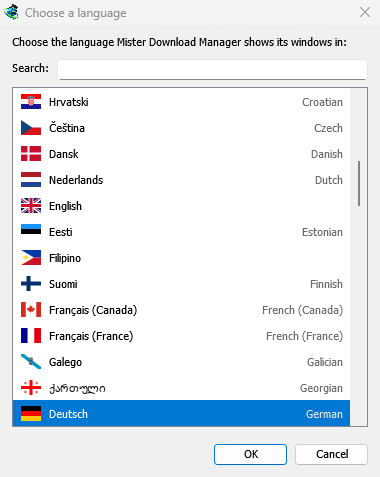 Choose a language
Choose the language Mister Download Manager shows its windows in:
Search:
Hrvatski Croatian
Čeština Czech
Dansk Danish
Nederlands Dutch
English
Eesti Estonian
Filipino
Suomi Finnish
Français (Canada) French (Canada)
Français (France) French (France)
Galego Galician
ქართული Georgian
Deutsch German
OK Cancel